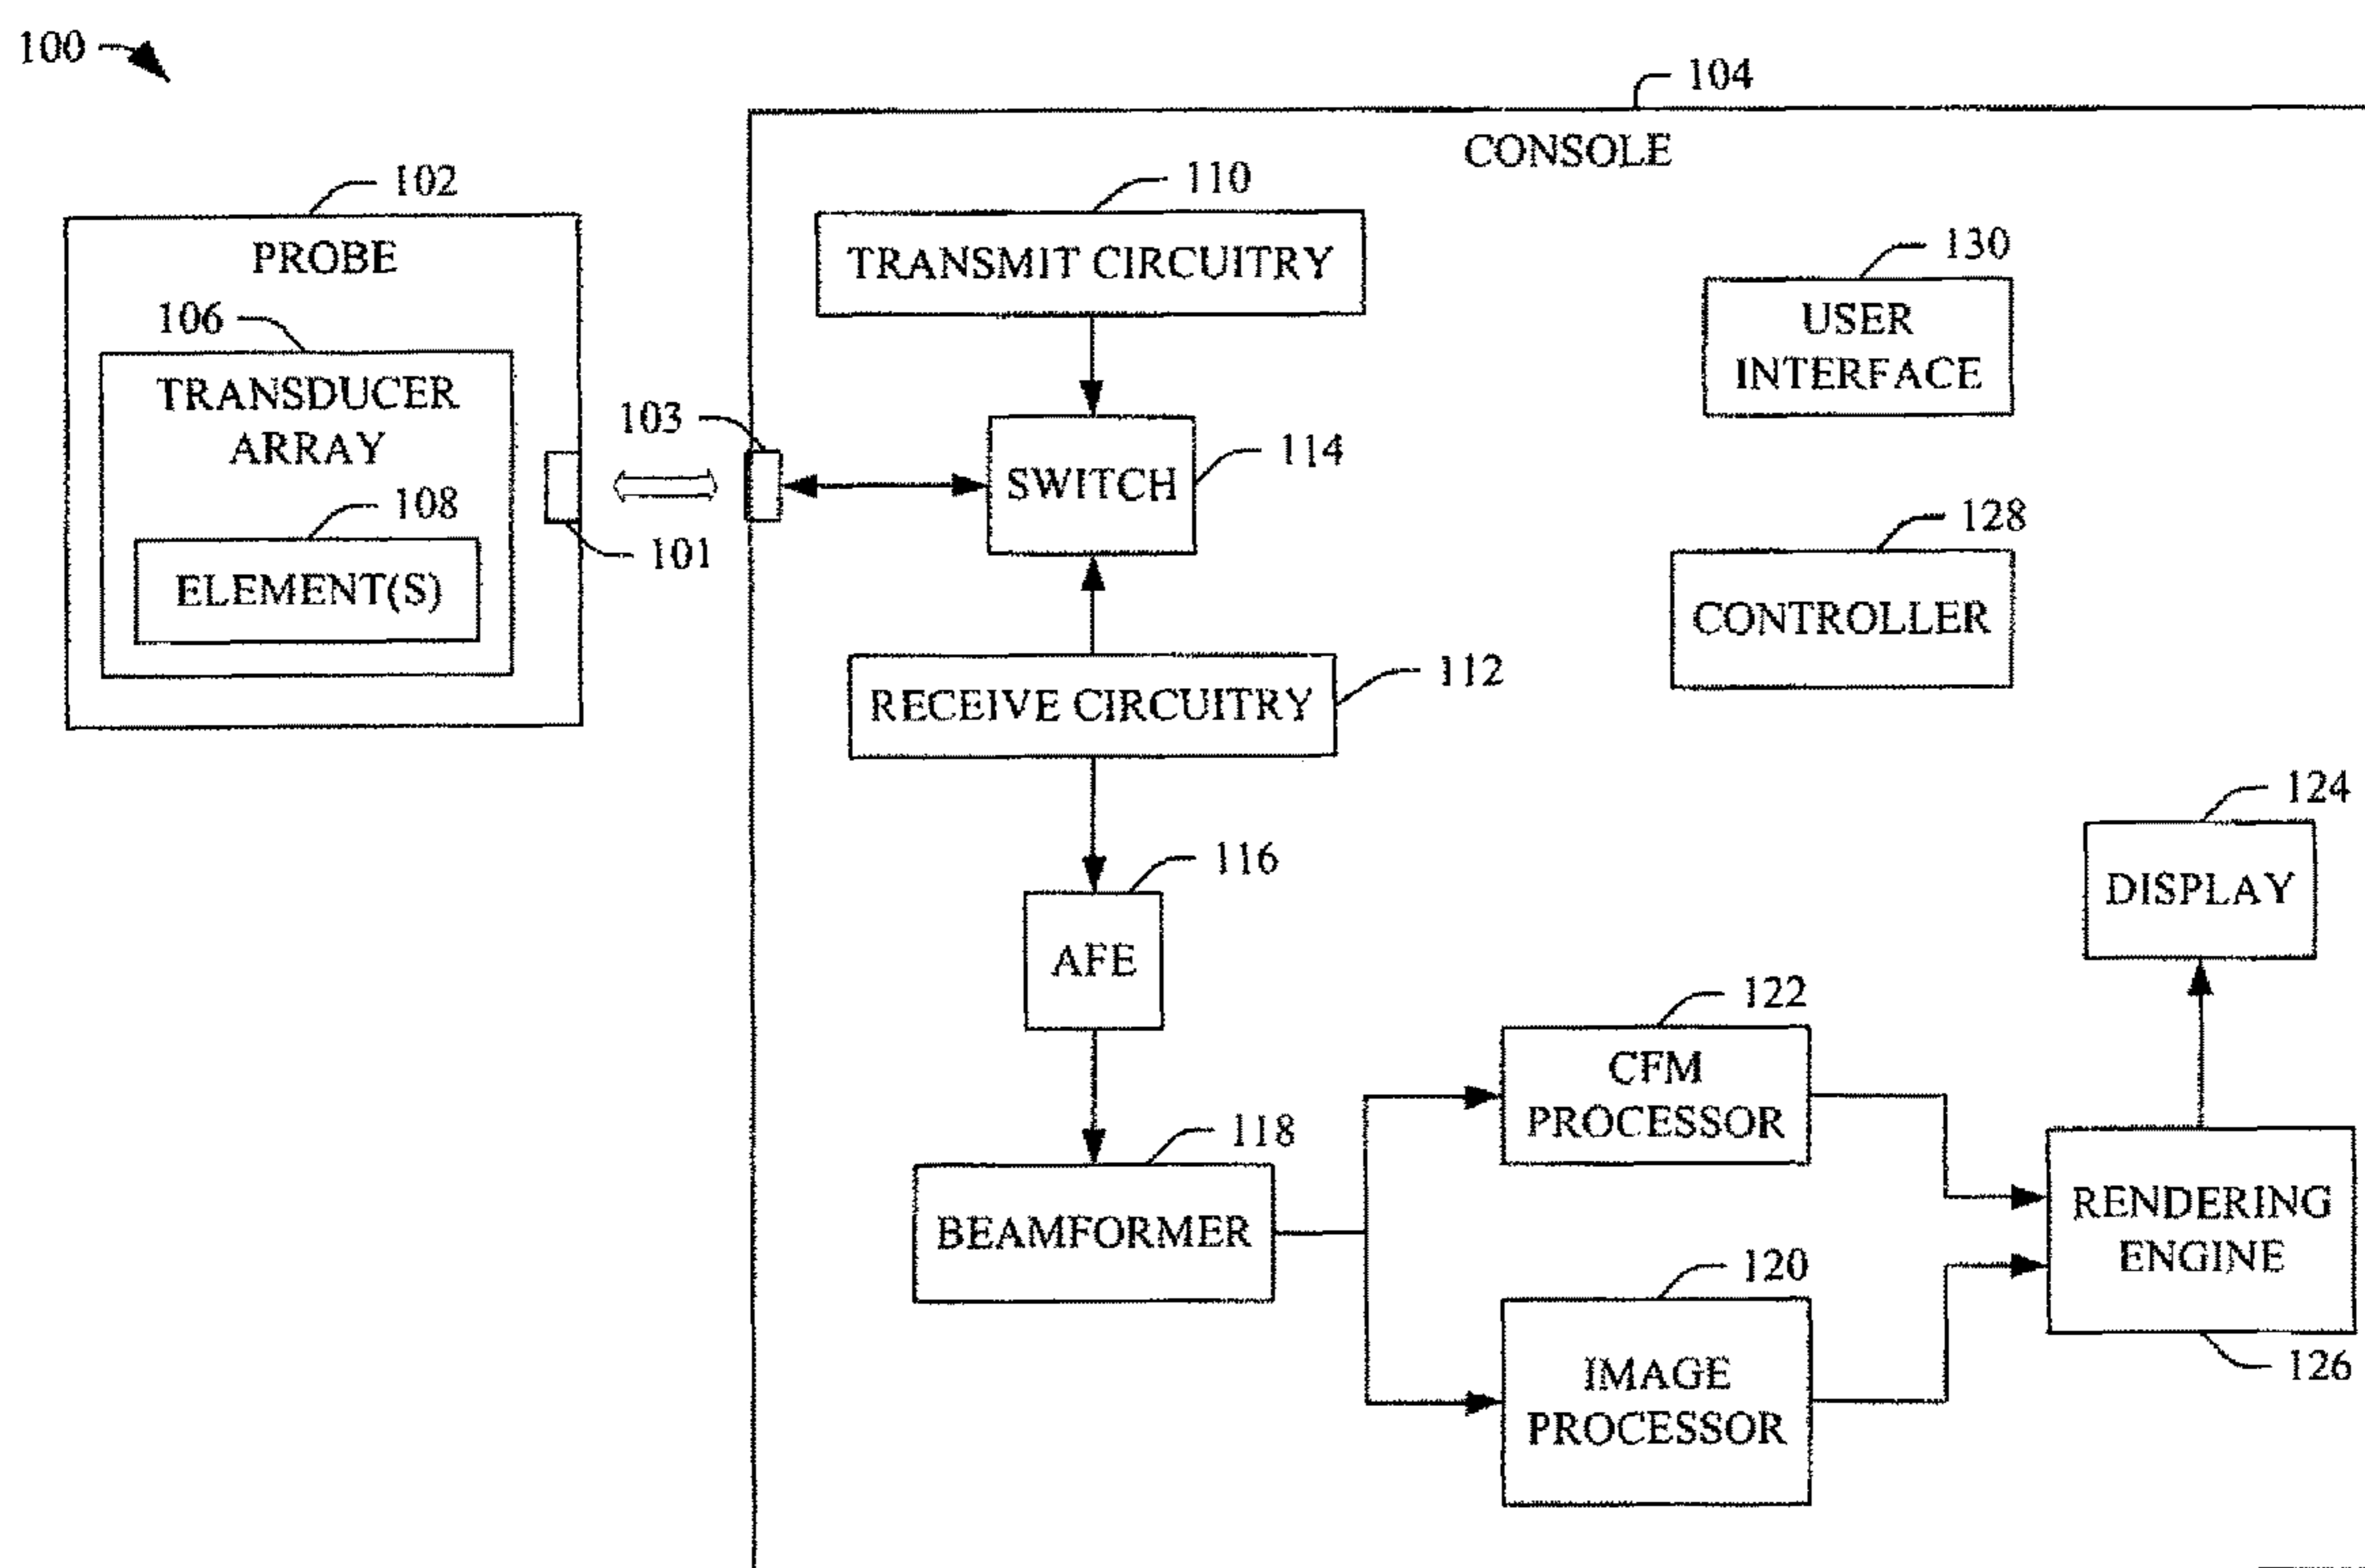 100
104
CONSOLE
102
PROBE
106
TRANSDUCER
ARRAY
108
ELEMENT(S)
101
103
110
TRANSMIT CIRCUITRY
SWITCH
114
RECEIVE CIRCUITRY
112
130
USER
INTERFACE
128
CONTROLLER
116
AFE
118
BEAMFORMER
122
CFM
PROCESSOR
120
IMAGE
PROCESSOR
124
DISPLAY
RENDERING
ENGINE
126